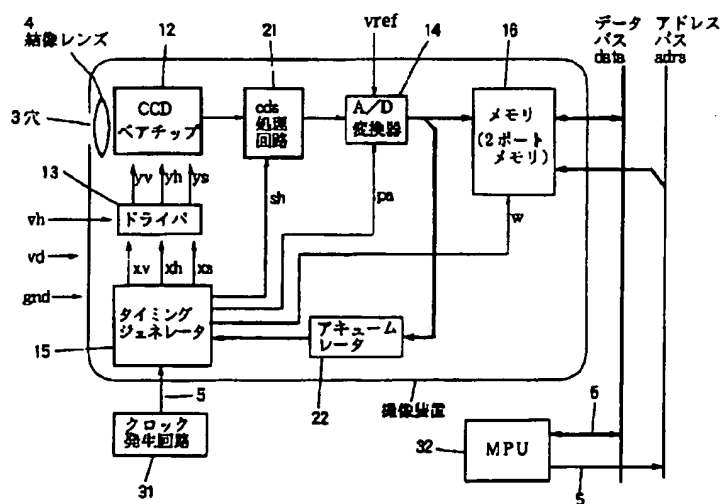 4
結像レンズ
3穴
12
CCD
ベアチップ
21
cds
処理
回路
vref
14
A/D
変換器
16
メモリ
(2ポート
メモリ)
データ
バス
data
アドレス
バス
adrs
13
yv
yh
ys
ドライバ
vh
vd
gnd
xv
xh
xs
sh
pa
w
タイミング
ジェネレータ
15
アキューム
レータ
22
撮像装置
5
クロック
発生回路
31
32
MPU
6
5